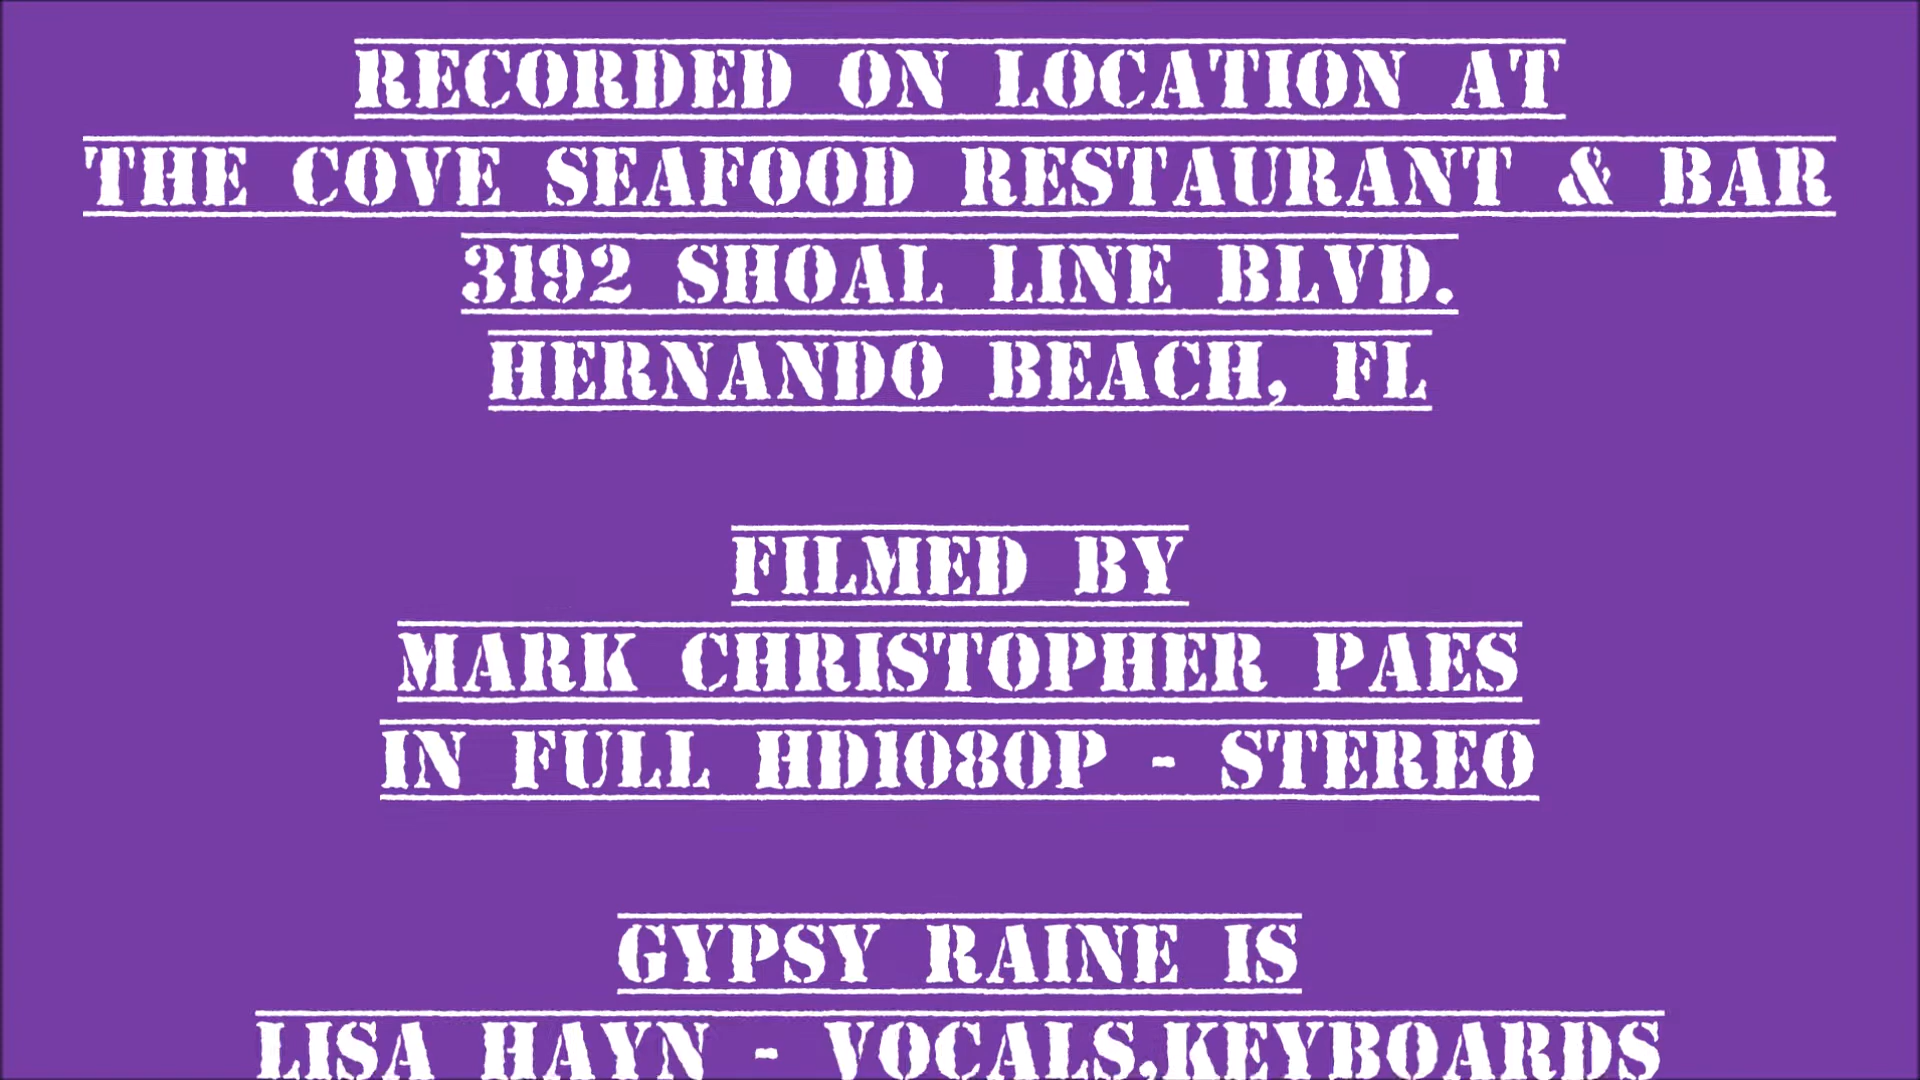 RECORDED ON LOCATION AT
THE COVE SEAFOOD RESTAURANT & BAR
3192 SHOAL LINE BLVD.
HERNANDO BEACH, FL
FILMED BY
MARK CHRISTOPHER PAES
IN FULL HD1080P - STEREO
GYPSY RAINE IS
LISA HAYN - VOCALS,KEYBOARDS